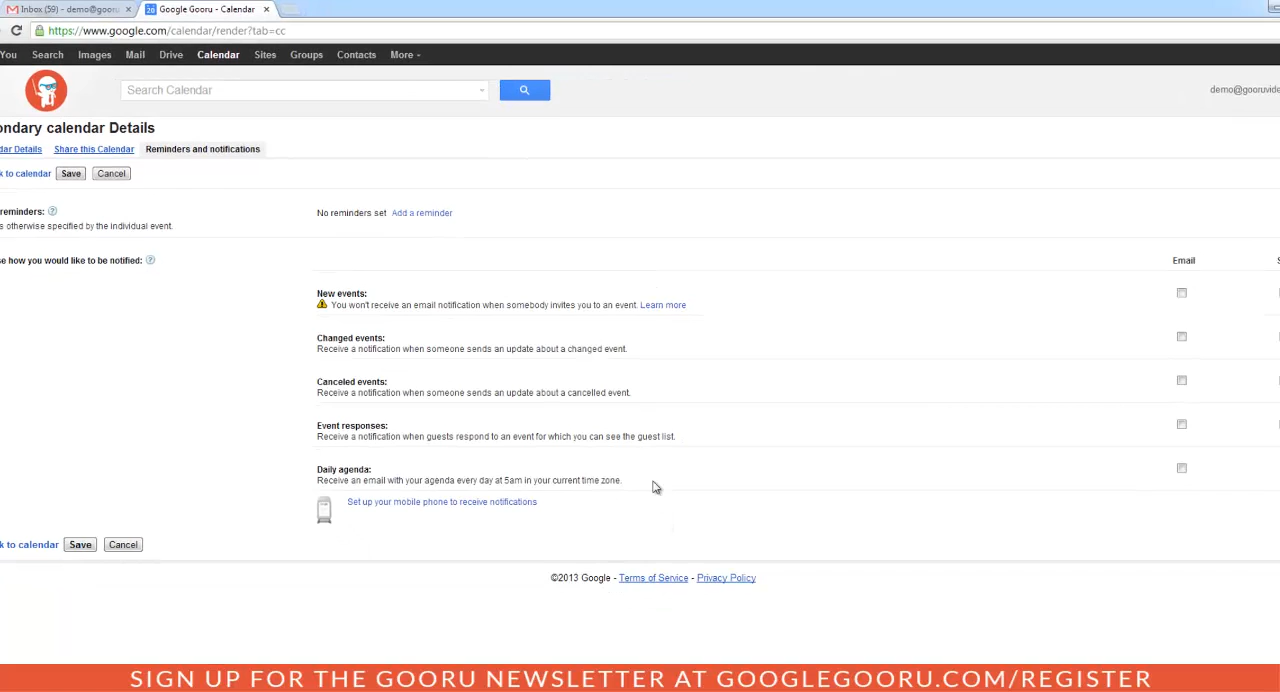 Inbox (59) - demo@gooru
Google Gooru - Calendar
https://www.google.com/calendar/render?tab=cc
You Search Images Mail Drive Calendar Sites Groups Contacts More
Search Calendar
demo@gooruvide
ondary calendar Details
dar Details Share this Calendar Reminders and notifications
k to calendar Save Cancel
reminders: ? No reminders set Add a reminder
s otherwise specified by the individual event.
e how you would like to be notified: ? Email S
New events:
You won't receive an email notification when somebody invites you to an event. Learn more
Changed events:
Receive a notification when someone sends an update about a changed event.
Canceled events:
Receive a notification when someone sends an update about a cancelled event.
Event responses:
Receive a notification when guests respond to an event for which you can see the guest list.
Daily agenda:
Receive an email with your agenda every day at 5am in your current time zone.
Set up your mobile phone to receive notifications
k to calendar Save Cancel
©2013 Google - Terms of Service - Privacy Policy
SIGN UP FOR THE GOORU NEWSLETTER AT GOOGLEGOORU.COM/REGISTER